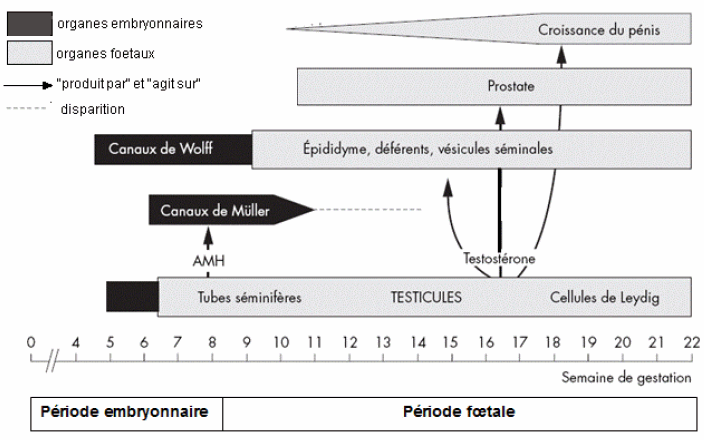 organes embryonnaires
organes foetaux
"produit par" et "agit sur"
disparition
Croissance du pénis
Prostate
Canaux de Wolff
Épididyme, déférents, vésicules séminales
Canaux de Müller
AMH
Testostérone
Tubes séminifères TESTICULES Cellules de Leydig
0 4 5 6 7 8 9 10 11 12 13 14 15 16 17 18 19 20 21 22
Semaine de gestation
Période embryonnaire Période fœtale